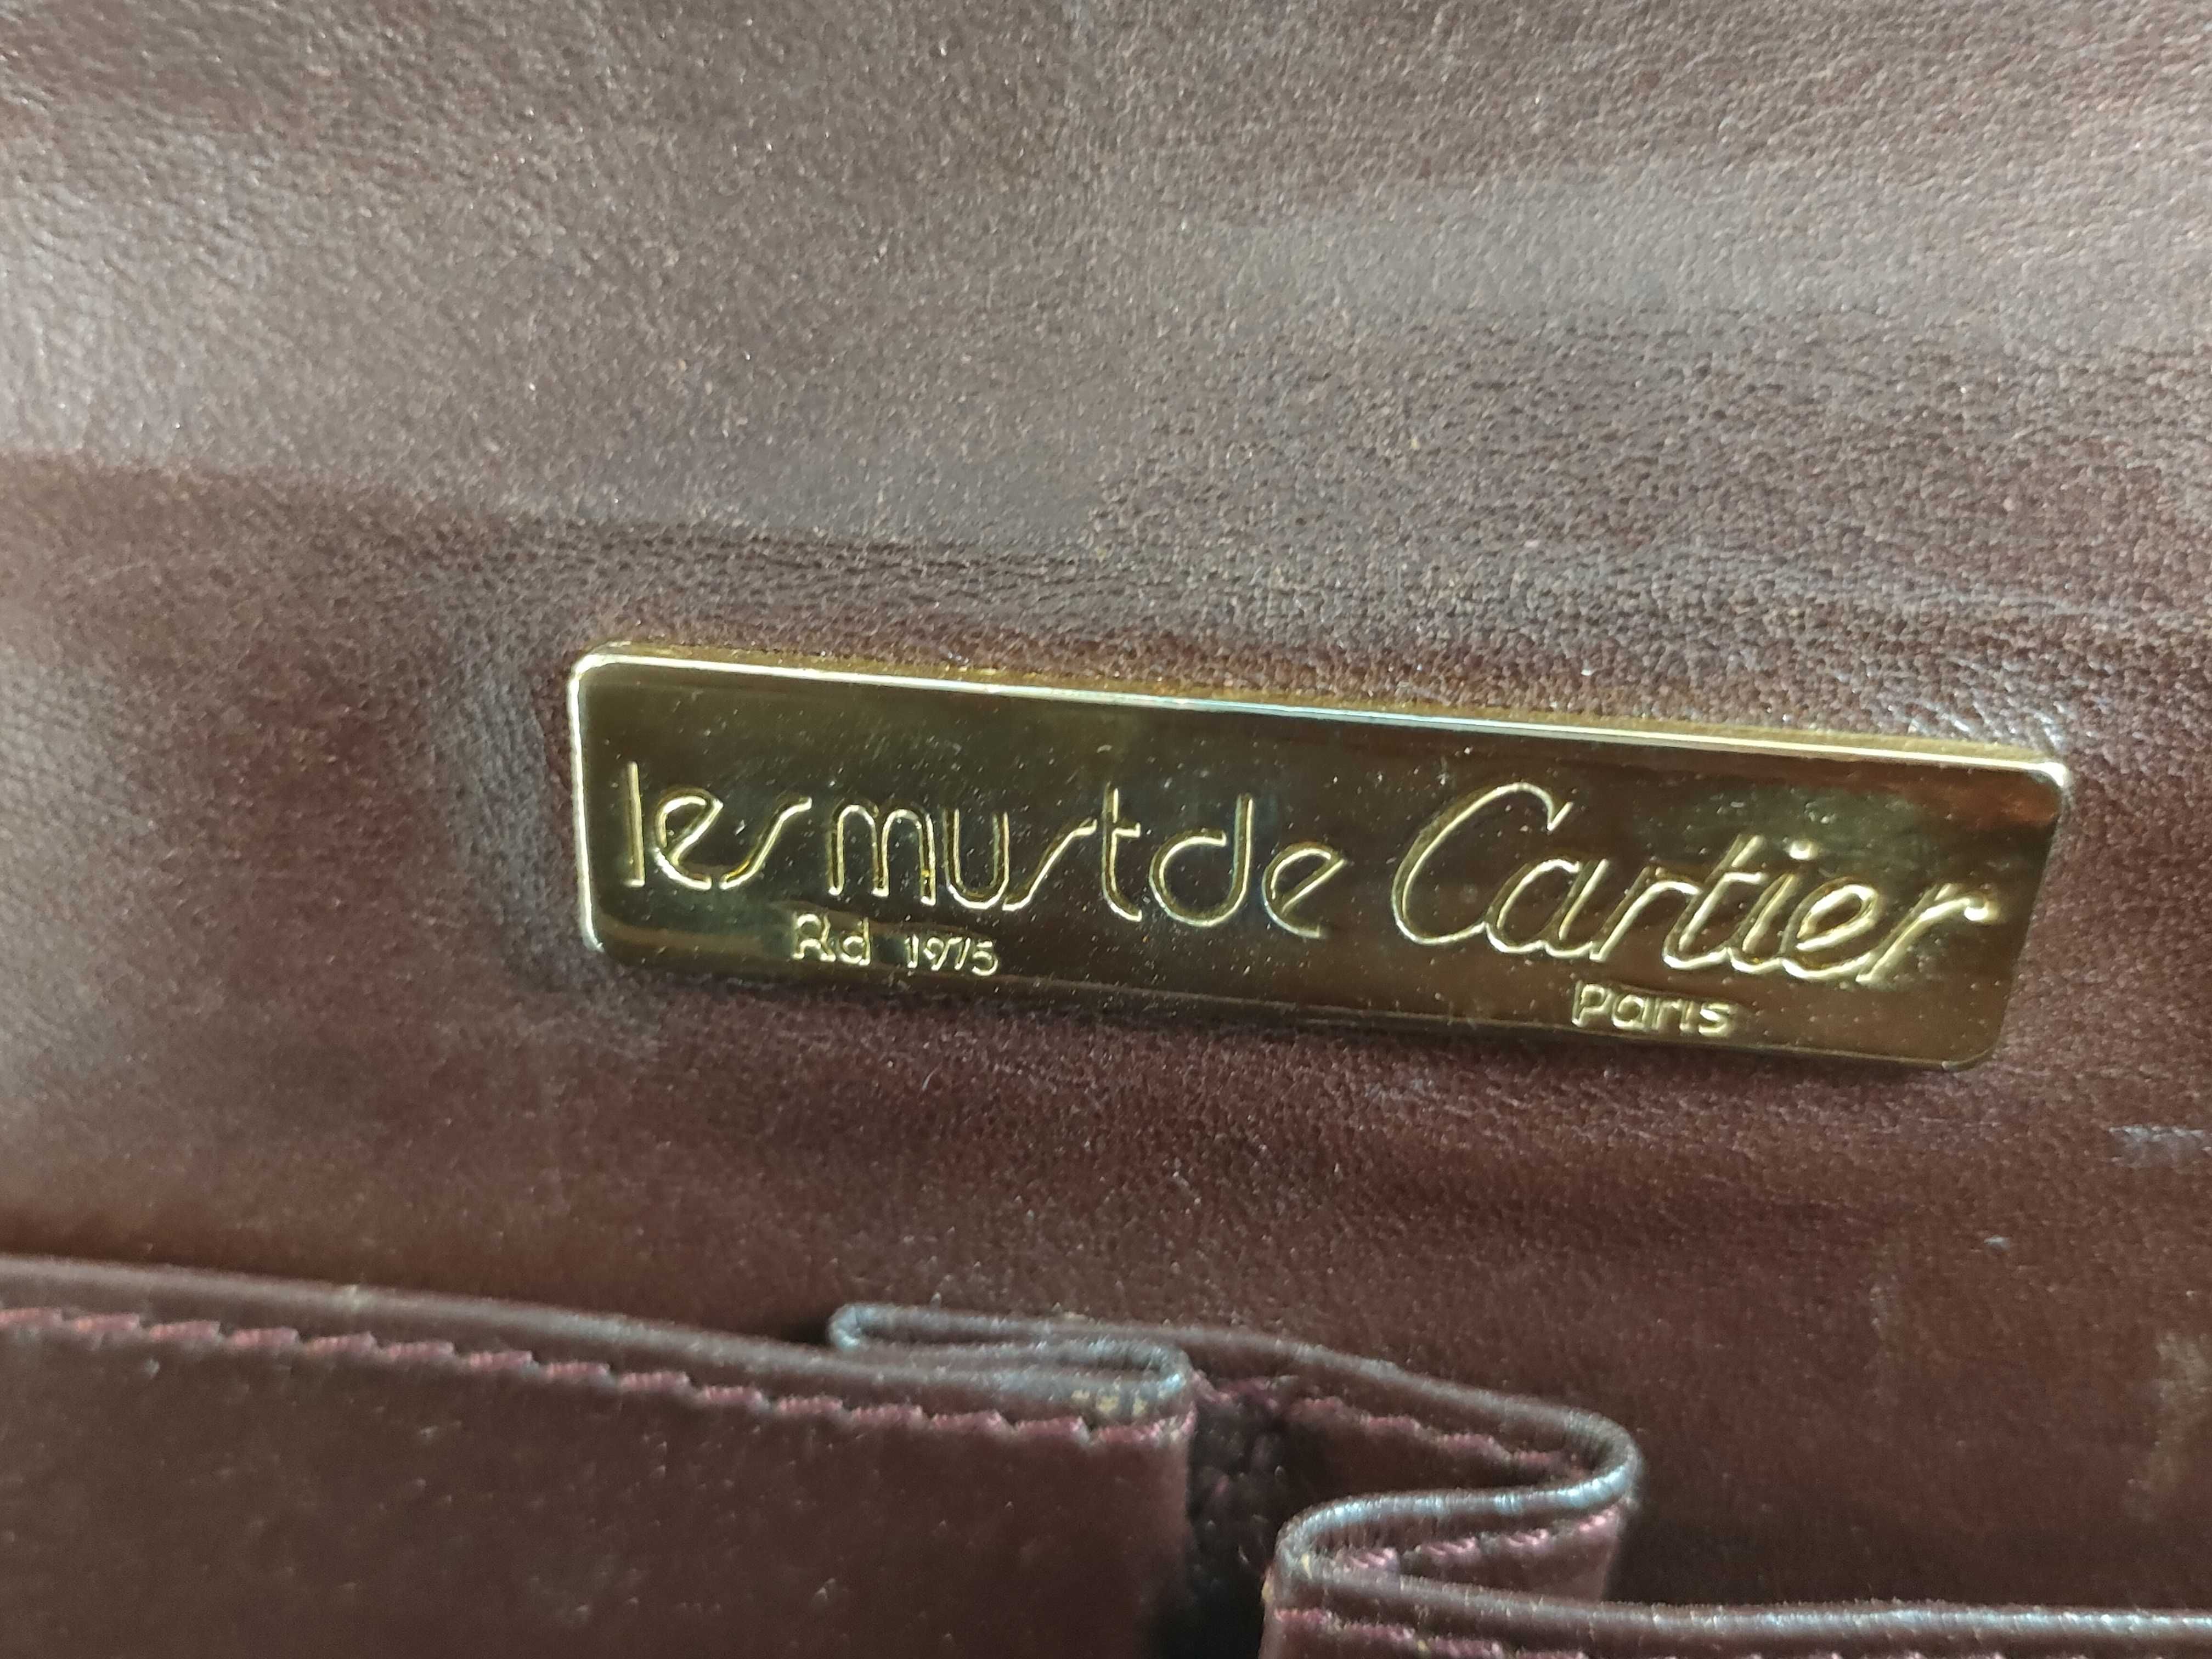 les must de Cartier
Rd 1975 Paris